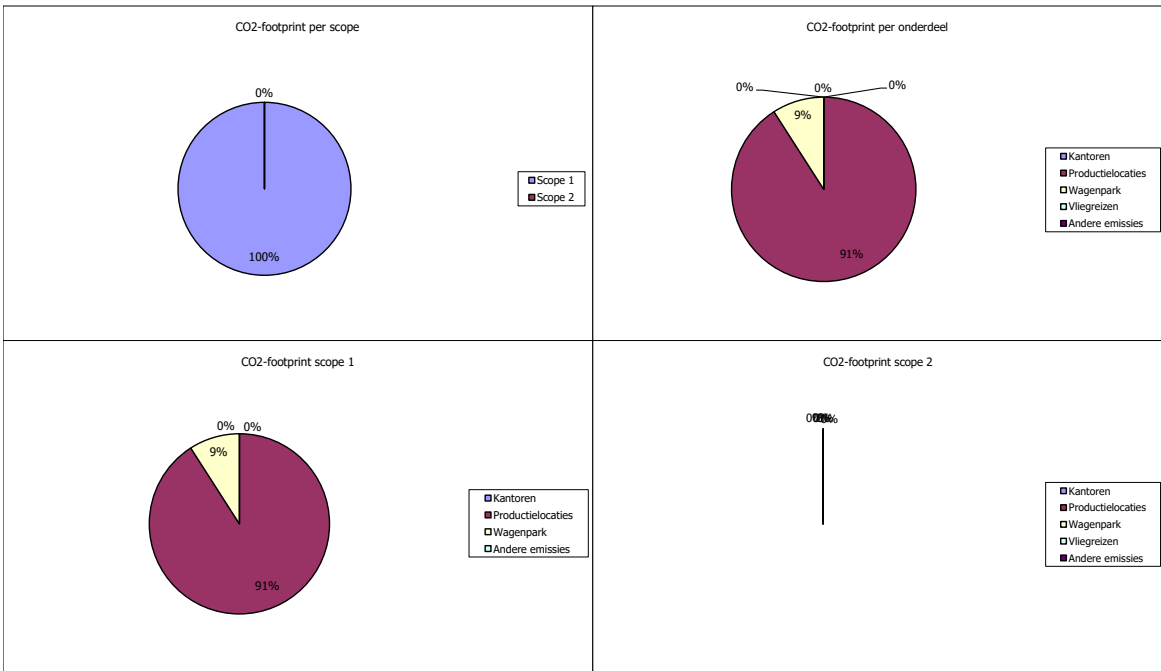 CO2-footprint per scope
0%
100%
Scope 1
Scope 2
CO2-footprint per onderdeel
0% 0% 0%
9%
91%
Kantoren
Productielocaties
Wagenpark
Vliegreizen
Andere emissies
CO2-footprint scope 1
0% 0%
9%
91%
Kantoren
Productielocaties
Wagenpark
Andere emissies
CO2-footprint scope 2
Kantoren
Productielocaties
Wagenpark
Vliegreizen
Andere emissies